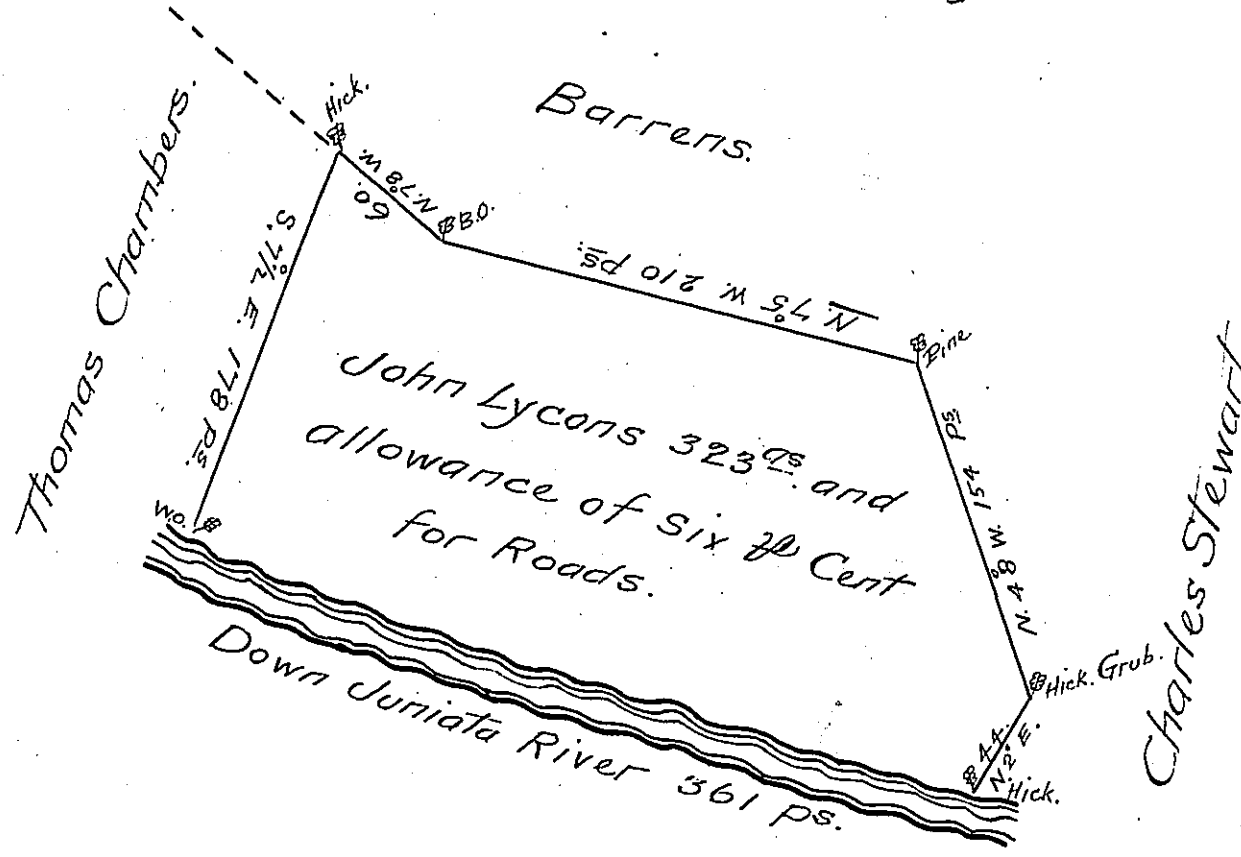 Barrens.
Hick.
N. 78° W.
60.
B.O.
N. 75° W. 210 ps.
Pine
Thomas Chambers.
S. 7½° E. 178 ps.
John Lycons 323 as. and
allowance of Six ⅌ Cent
for Roads.
N. 48° W. 154 ps
Charles Stewart
W.O.
Hick. Grub.
44.
N. 2° E.
Hick.
Down Juniata River 361 ps.